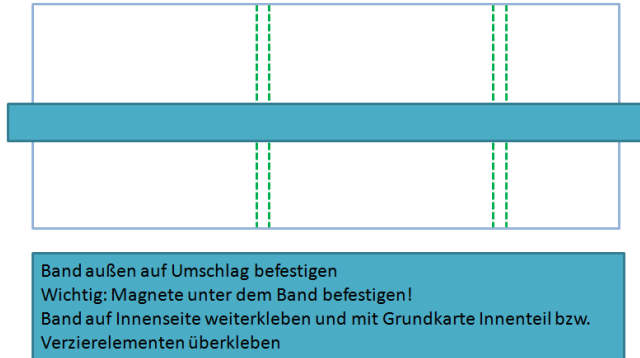 Band außen auf Umschlag befestigen
Wichtig: Magnete unter dem Band befestigen!
Band auf Innenseite weiterkleben und mit Grundkarte Innenteil bzw.
Verzierelementen überkleben